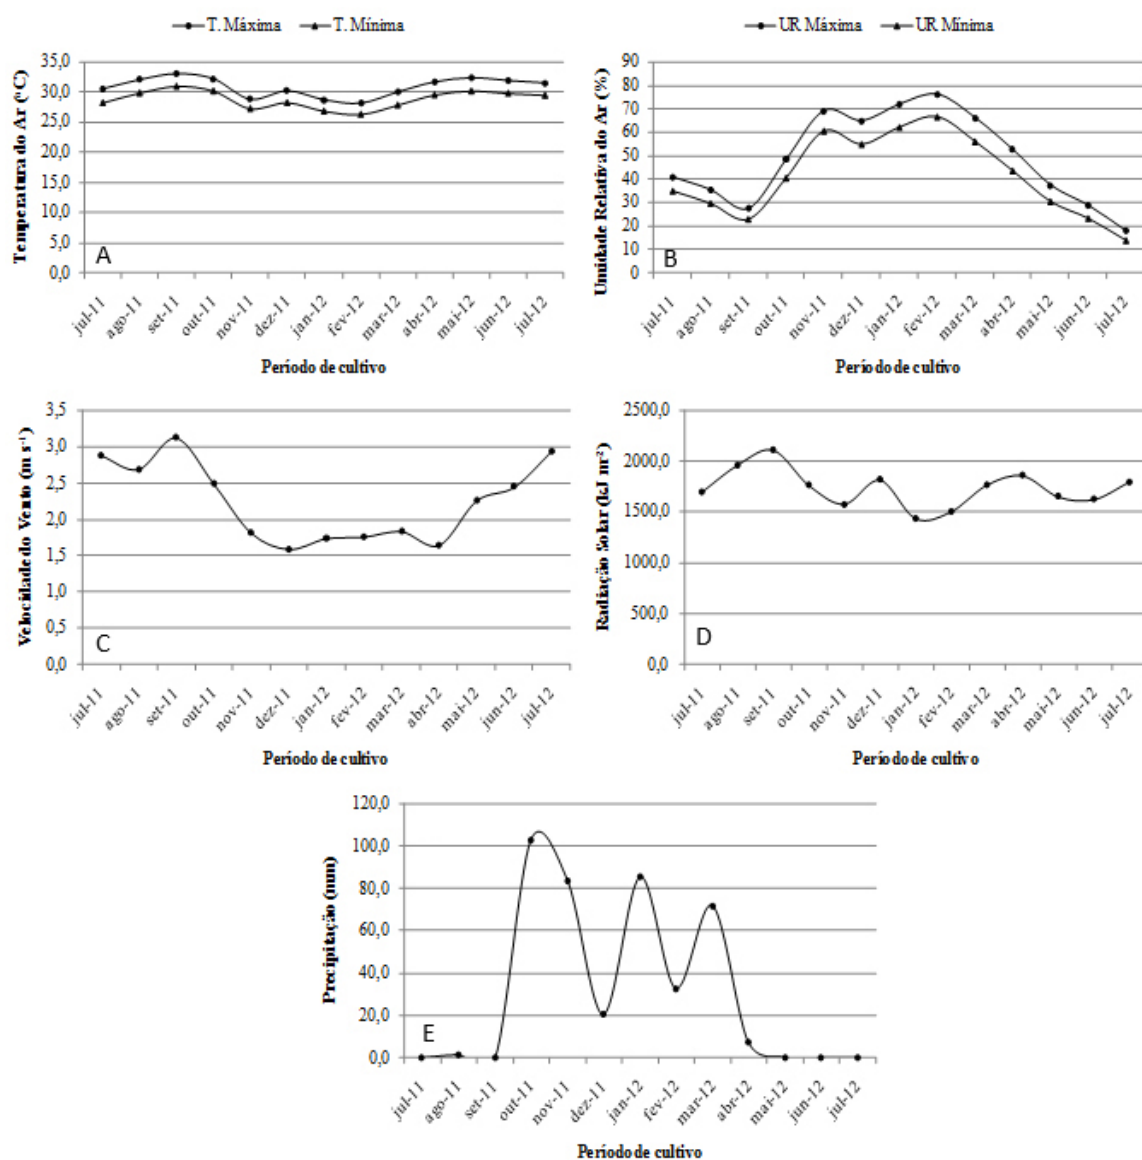 T. Máxima T. Mínima
Temperatura do Ar (ºC)
35,0
30,0
25,0
20,0
15,0
10,0
5,0
0,0
A
jul-11 ago-11 set-11 out-11 nov-11 dez-11 jan-12 fev-12 mar-12 abr-12 mai-12 jun-12 jul-12
Período de cultivo
UR Máxima UR Mínima
Umidade Relativa do Ar (%)
90
80
70
60
50
40
30
20
10
0
B
jul-11 ago-11 set-11 out-11 nov-11 dez-11 jan-12 fev-12 mar-12 abr-12 mai-12 jun-12 jul-12
Período de cultivo
Velocidade do Vento (m s⁻¹)
3,5
3,0
2,5
2,0
1,5
1,0
0,5
0,0
C
jul-11 ago-11 set-11 out-11 nov-11 dez-11 jan-12 fev-12 mar-12 abr-12 mai-12 jun-12 jul-12
Período de cultivo
Radiação Solar (kJ m²)
2500,0
2000,0
1500,0
1000,0
500,0
0,0
D
jul-11 ago-11 set-11 out-11 nov-11 dez-11 jan-12 fev-12 mar-12 abr-12 mai-12 jun-12 jul-12
Período de cultivo
Precipitação (mm)
120,0
100,0
80,0
60,0
40,0
20,0
0,0
E
jul-11 ago-11 set-11 out-11 nov-11 dez-11 jan-12 fev-12 mar-12 abr-12 mai-12 jun-12 jul-12
Período de cultivo